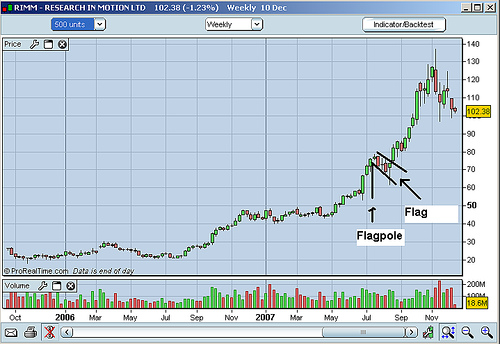 RIMM - RESEARCH IN MOTION LTD 102.38 (-1.23%) Weekly 10 Dec
500 units Weekly Indicator/Backtest
Price
140
130
120
110
102.38
90
80
70
60
50
40
30
20
Flag
Flagpole
© ProRealTime.com Data is end of day
Volume
200M
100M
18.6M
Oct 2006 Mar May Jul Sep Nov 2007 Mar May Jul Sep Nov